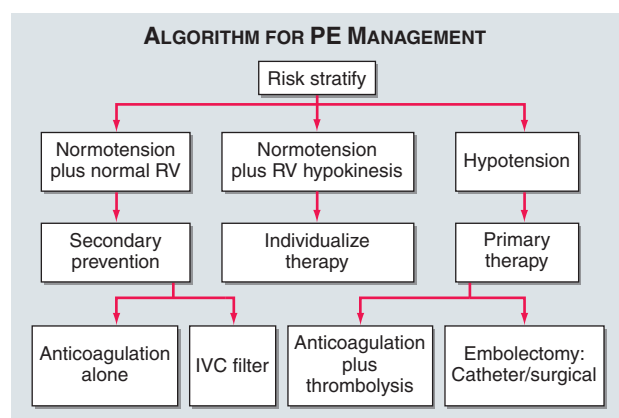 ALGORITHM FOR PE MANAGEMENT
Risk stratify
Normotension
plus normal RV
Normotension
plus RV hypokinesis
Hypotension
Secondary
prevention
Individualize
therapy
Primary
therapy
Anticoagulation
alone
IVC filter
Anticoagulation
plus
thrombolysis
Embolectomy:
Catheter/surgical